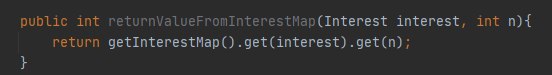 public int returnValueFromInterestMap(Interest interest, int n){
    return getInterestMap().get(interest).get(n);
}